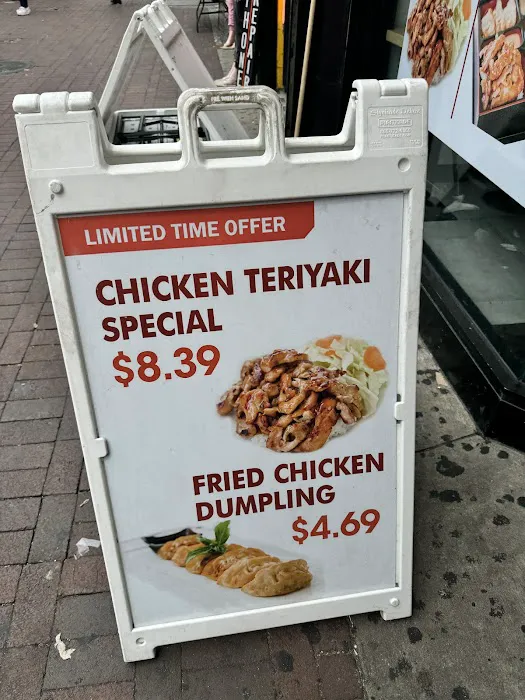 LIMITED TIME OFFER
CHICKEN TERIYAKI
SPECIAL
$8.39
FRIED CHICKEN
DUMPLING
$4.69